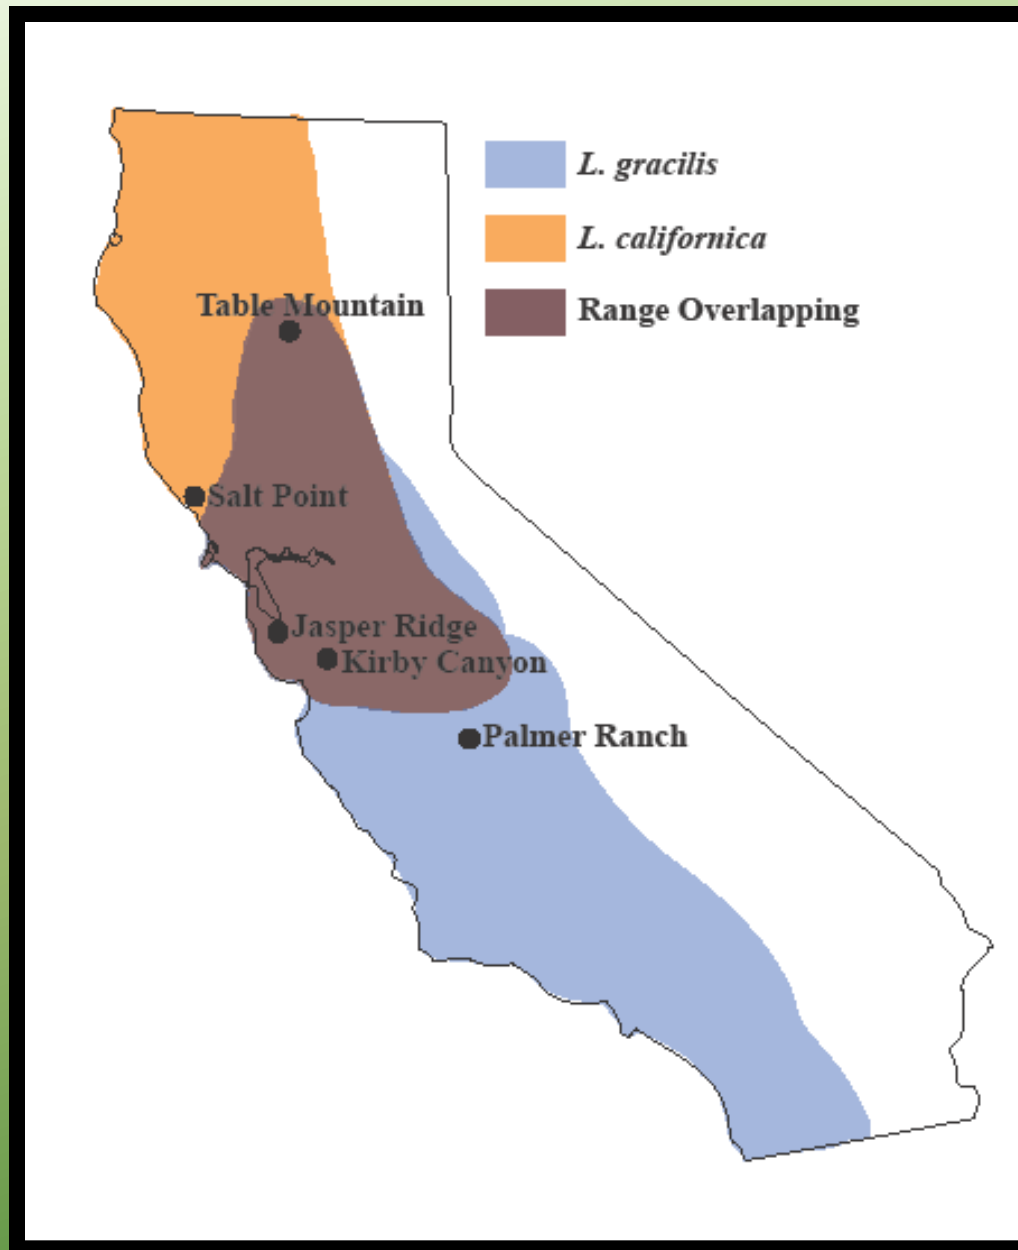 L. gracilis
L. californica
Range Overlapping
Table Mountain
Salt Point
Jasper Ridge
Kirby Canyon
Palmer Ranch